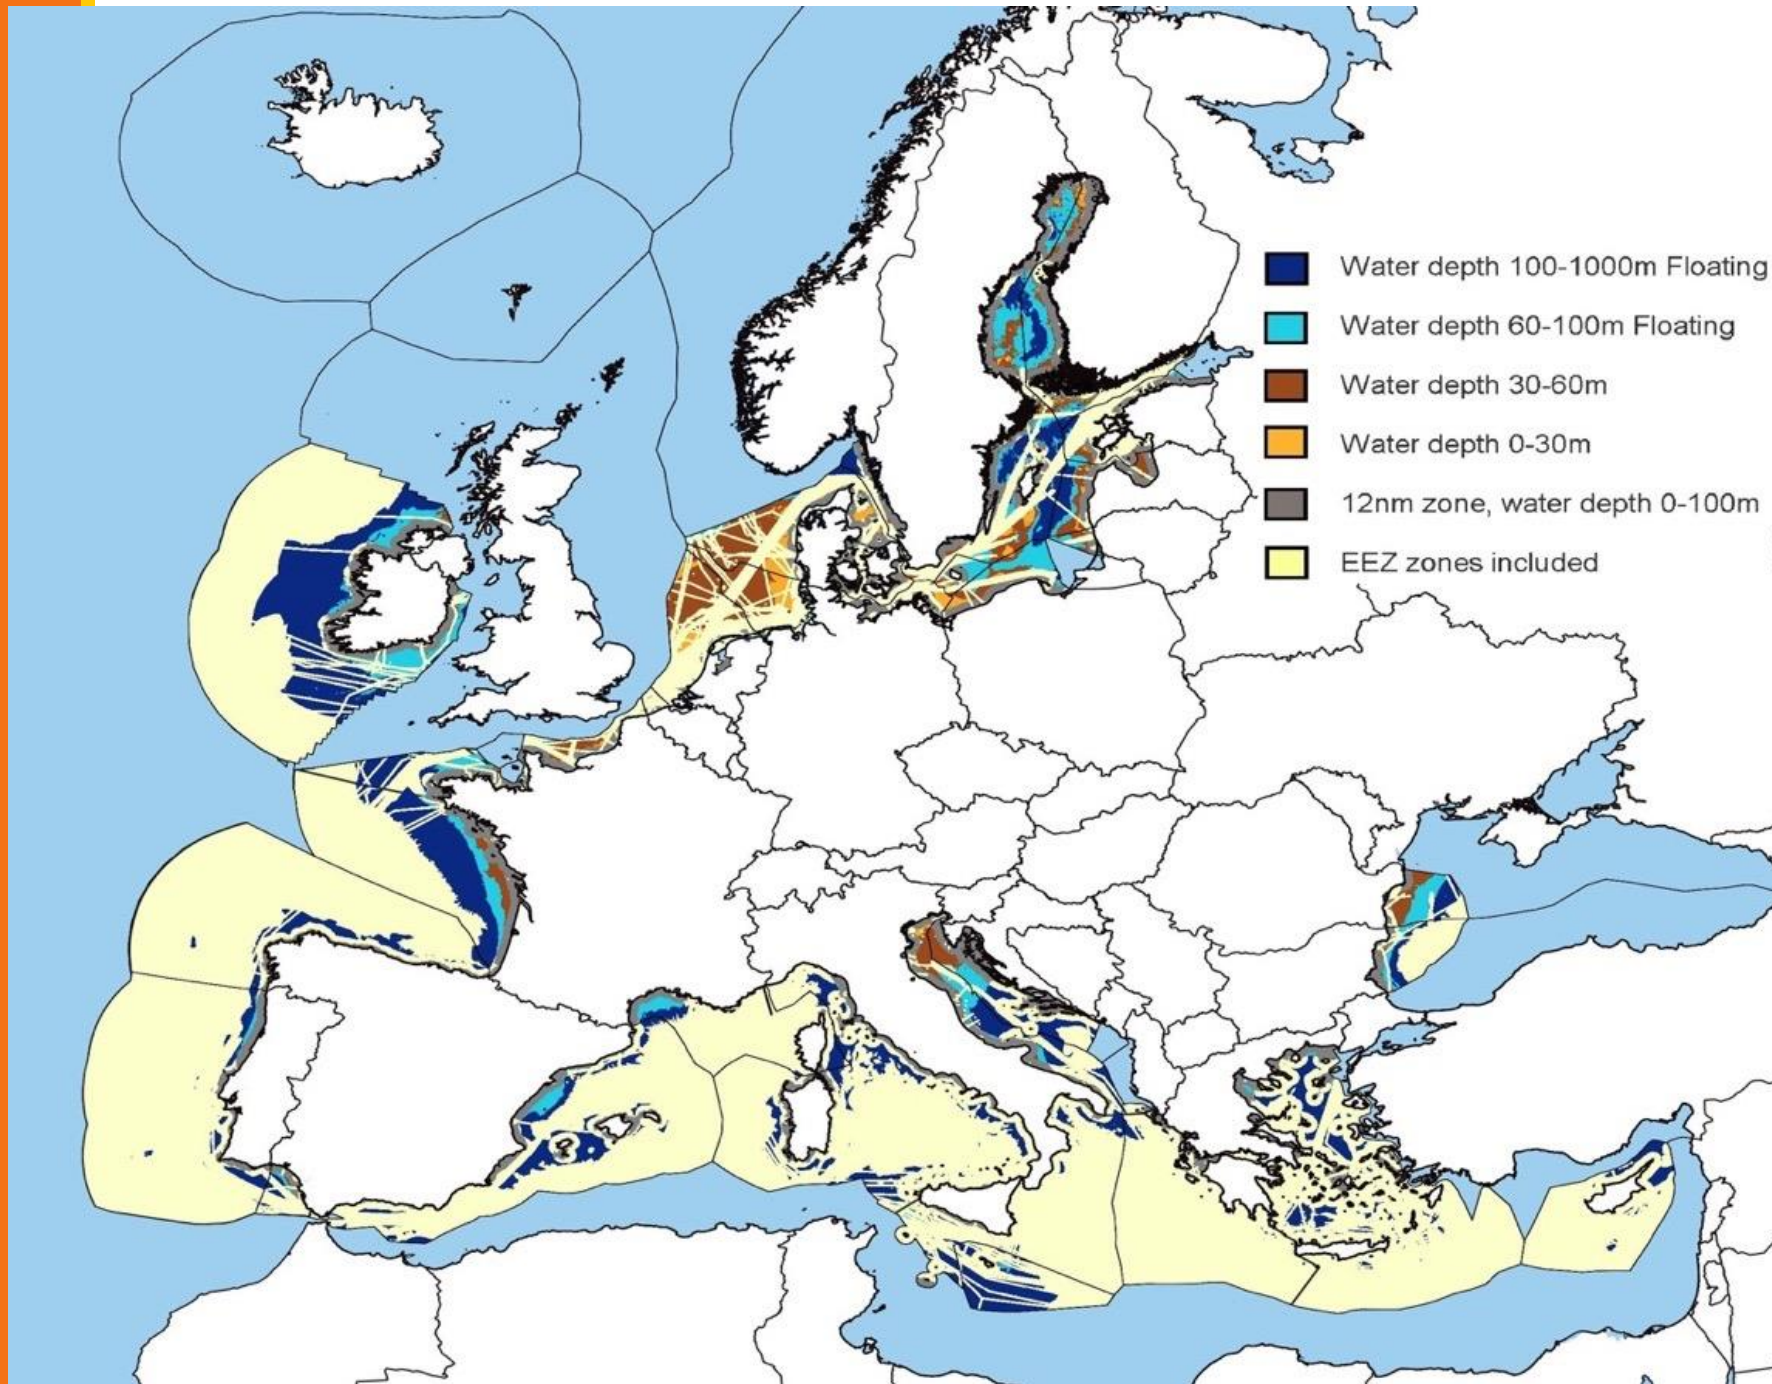 Water depth 100-1000m Floating
Water depth 60-100m Floating
Water depth 30-60m
Water depth 0-30m
12nm zone, water depth 0-100m
EEZ zones included